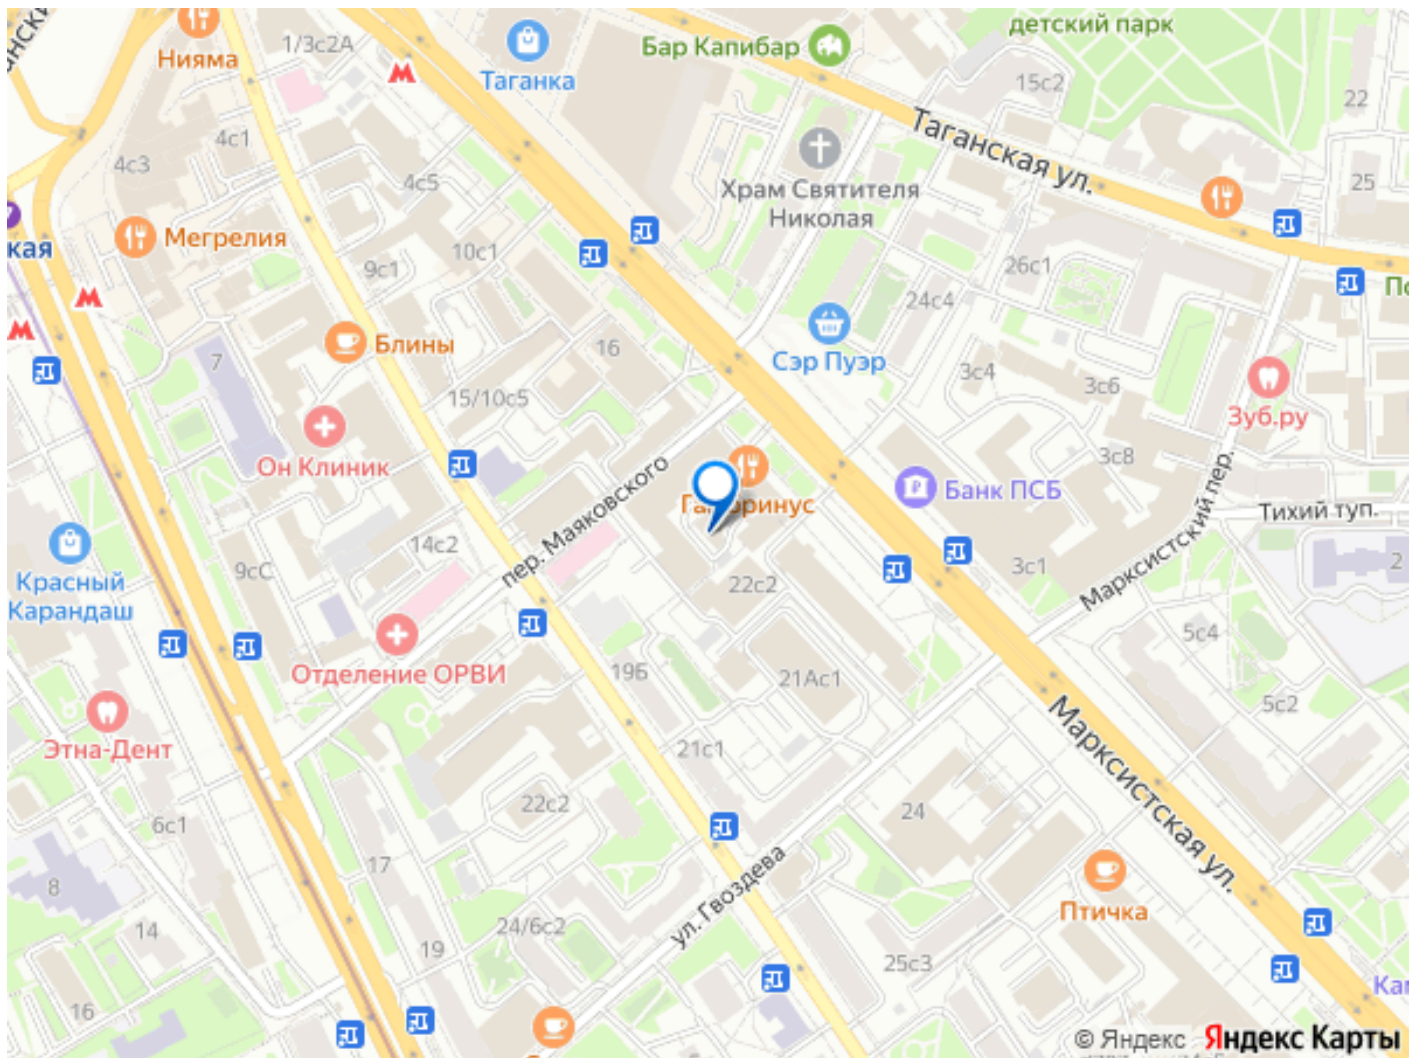 детский парк
1/3с2А
Нияма
Таганка
Бар Капибар
15с2
22
4с1
4с3
4с5
Таганская ул.
Храм Святителя
Николая
25
кая
Мегрелия
10с1
9с1
26с1
24с4
По
Блины
16
7
Сэр Пуэр
3с4
3с6
15/10с5
Зуб.ру
Он Клиник
3с8
пер. Маяковского
Банк ПСБ
Марксистский пер.
Тихий туп.
14с2
9сС
Красный
Карандаш
22с2
3с1
2
5с4
Отделение ОРВИ
19Б
21Ас1
5с2
Этна-Дент
21с1
Марксистская ул.
22с2
24
6с1
17
8
ул. Гвоздева
Птичка
24/6с2
14
19
25с3
16
Ка
© Яндекс Яндекс Карты